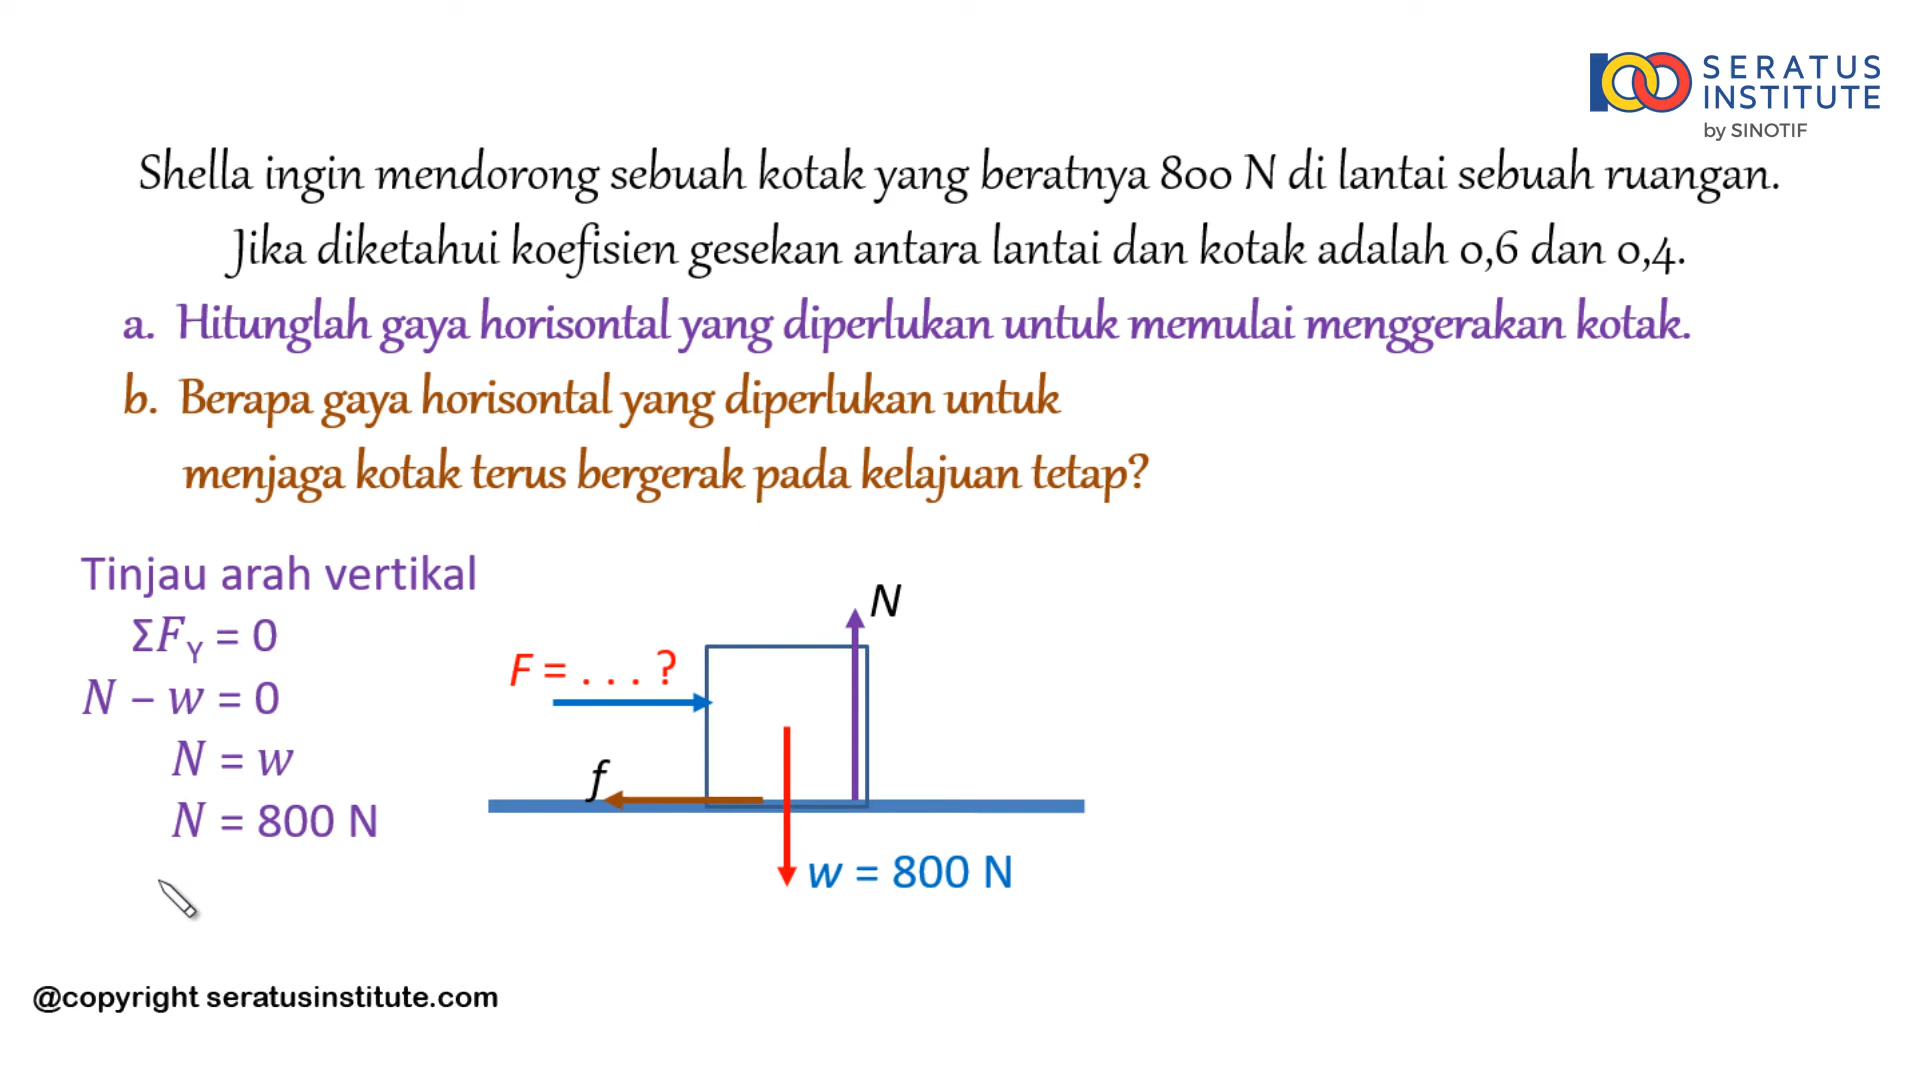 SERATUS
INSTITUTE
by SINOTIF
Shella ingin mendorong sebuah kotak yang beratnya 800 N di lantai sebuah ruangan.
Jika diketahui koefisien gesekan antara lantai dan kotak adalah 0,6 dan 0,4.
a. Hitunglah gaya horisontal yang diperlukan untuk memulai menggerakan kotak.
b. Berapa gaya horisontal yang diperlukan untuk
menjaga kotak terus bergerak pada kelajuan tetap?
Tinjau arah vertikal
ΣF_Y = 0
N – w = 0
N = w
N = 800 N
N
F = . . . ?
f
w = 800 N
@copyright seratusinstitute.com